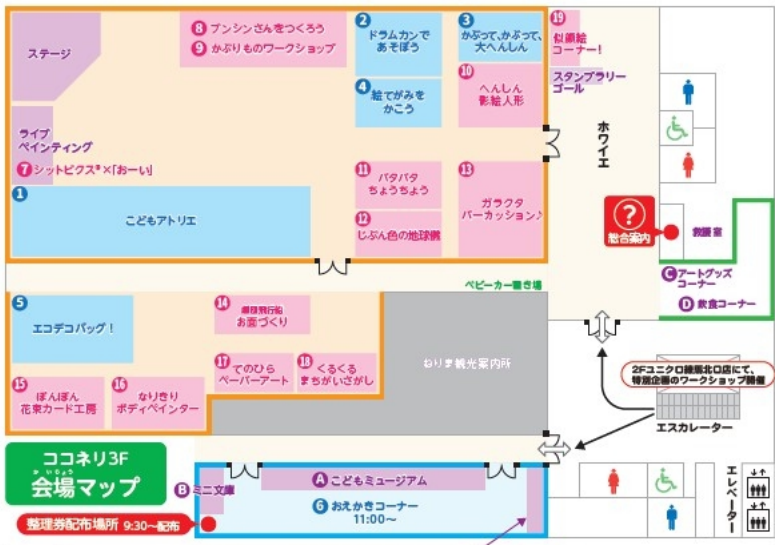 ステージ
8 ブンシンさんをつくろう
9 かぶりものワークショップ
2
ドラムカンで
あそぼう
3
かぶって、かぶって、
大へんしん
19
似顔絵
コーナー!
スタンプラリー
ゴール
4 絵てがみを
かこう
10
へんしん
影絵人形
ホワイエ
ライブ
ペインティング
7 シットピクス®×「おーい」
1
こどもアトリエ
11
パタパタ
ちょうちょう
12
じぶん色の地球儀
13
ガラクタ
パーカッション♪
?
総合案内
救護室
C アートグッズ
コーナー
D 飲食コーナー
ベビーカー置き場
5
エコデコバッグ!
14
お面づくり
17 てのひら
ペーパーアート
18 くるくる
まちがいさがし
15
ぽんぽん
花束カード工房
16 なりきり
ボディペインター
ねりま観光案内所
2Fユニクロ練馬北口店にて、
特別企画のワークショップ開催
エスカレーター
ココネリ3F
かいじょう
会場マップ
整理券配布場所 9:30〜配布
B ミニ文庫
A こどもミュージアム
6 おえかきコーナー
11:00〜
エレベーター